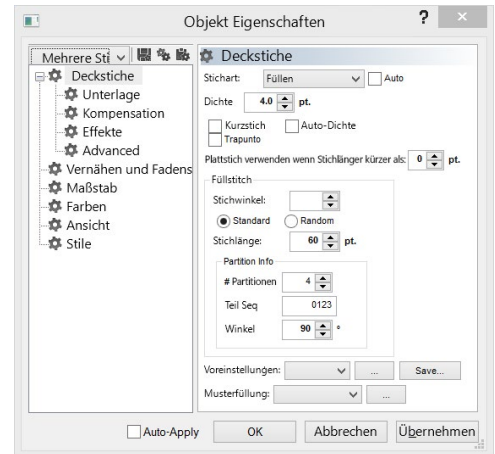 Objekt Eigenschaften
?
Mehrere Sti
Deckstiche
Unterlage
Kompensation
Effekte
Advanced
Vernähen und Fadens
Maßstab
Farben
Ansicht
Stile
Deckstiche
Stichart: Füllen Auto
Dichte 4.0 pt.
Kurzstich Auto-Dichte
Trapunto
Plattstich verwenden wenn Stichlänger kürzer als: 0 pt.
Füllstitch
Stichwinkel:
Standard Random
Stichlänge: 60 pt.
Partition Info
# Partitionen 4
Teil Seq 0123
Winkel 90 °
Voreinstellungen: ... Save...
Musterfüllung: ...
Auto-Apply OK Abbrechen Übernehmen